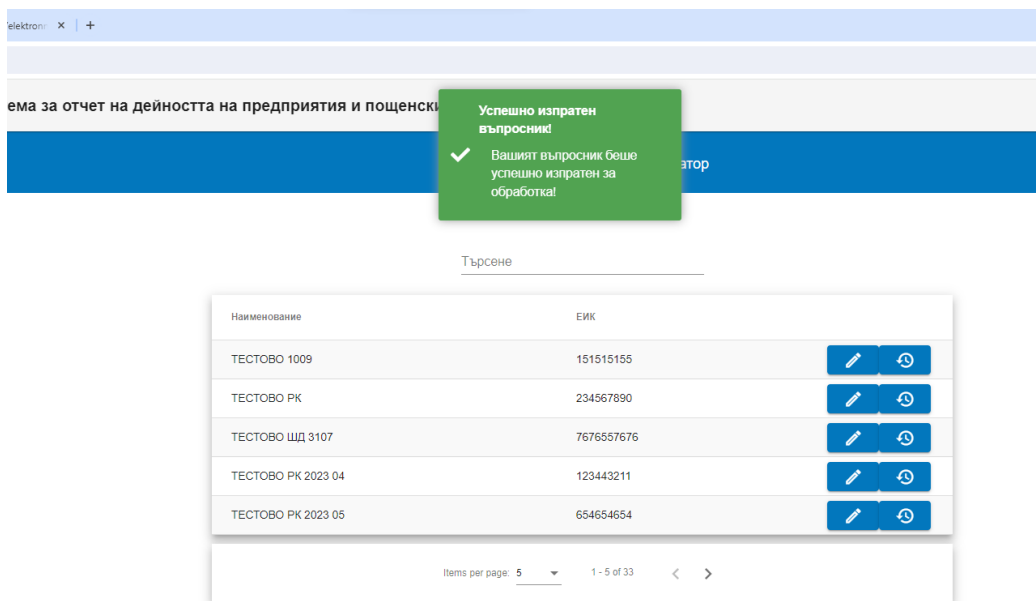 elektronn
ема за отчет на дейността на предприятия и пощенски
Успешно изпратен
въпросник!
Вашият въпросник беше
успешно изпратен за
обработка!
атор
Търсене
Наименование ЕИК
ТЕСТОВО 1009 151515155
ТЕСТОВО РК 234567890
ТЕСТОВО ШД 3107 7676557676
ТЕСТОВО РК 2023 04 123443211
ТЕСТОВО РК 2023 05 654654654
Items per page: 5 1 - 5 of 33